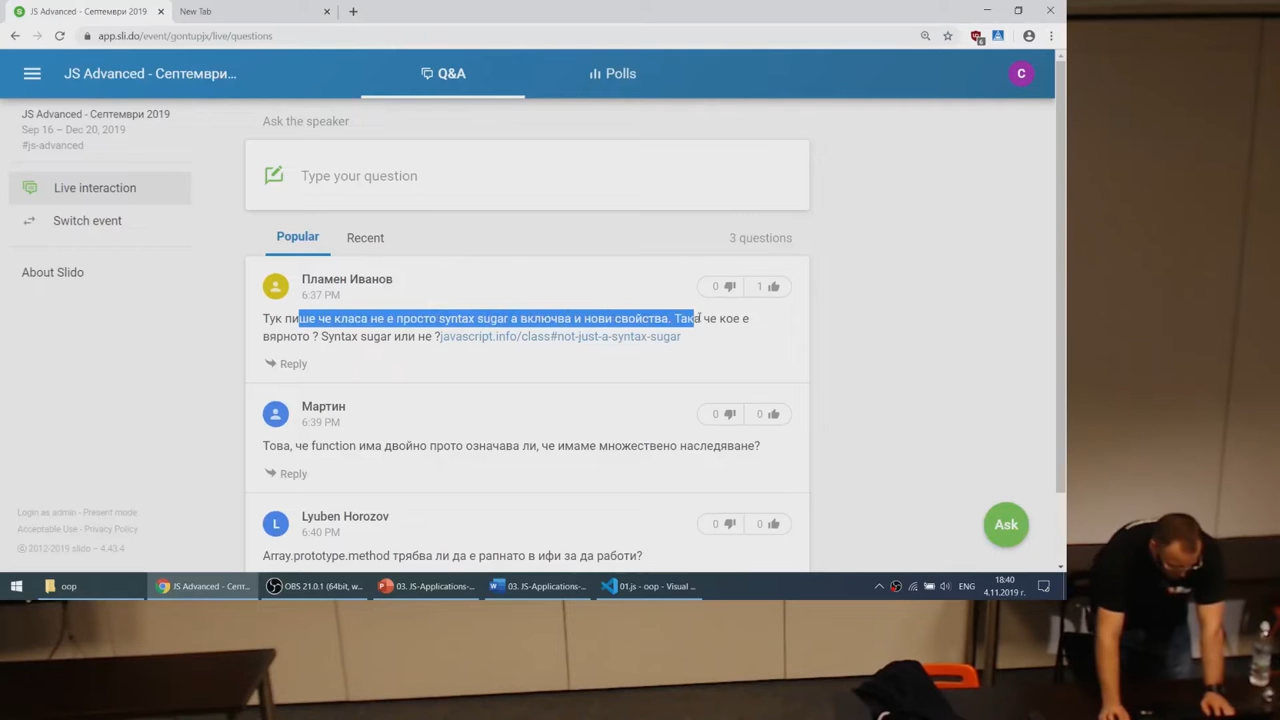 JS Advanced - Септември 2019
New Tab
app.sli.do/event/gontupjx/live/questions
JS Advanced - Септември...
Q&A
Polls
C
JS Advanced - Септември 2019
Sep 16 – Dec 20, 2019
#js-advanced
Live interaction
Switch event
About Slido
Ask the speaker
Type your question
Popular
Recent
3 questions
Пламен Иванов
6:37 PM
0
1
Тук пише че класа не е просто syntax sugar а включва и нови свойства. Така че кое е
вярното ? Syntax sugar или не ?javascript.info/class#not-just-a-syntax-sugar
Reply
Мартин
6:39 PM
0
0
Това, че function има двойно прото означава ли, че имаме множествено наследяване?
Reply
L
Lyuben Horozov
6:40 PM
0
0
Array.prototype.method трябва ли да е рапнато в ифи за да работи?
Ask
Login as admin - Present mode
Acceptable Use - Privacy Policy
© 2012-2019 slido – 4.43.4
oop
JS Advanced - Септ...
OBS 21.0.1 (64bit, w...
03. JS-Applications-...
03. JS-Applications-...
01.js - oop - Visual ...
ЕНГ
18:40
4.11.2019 г.